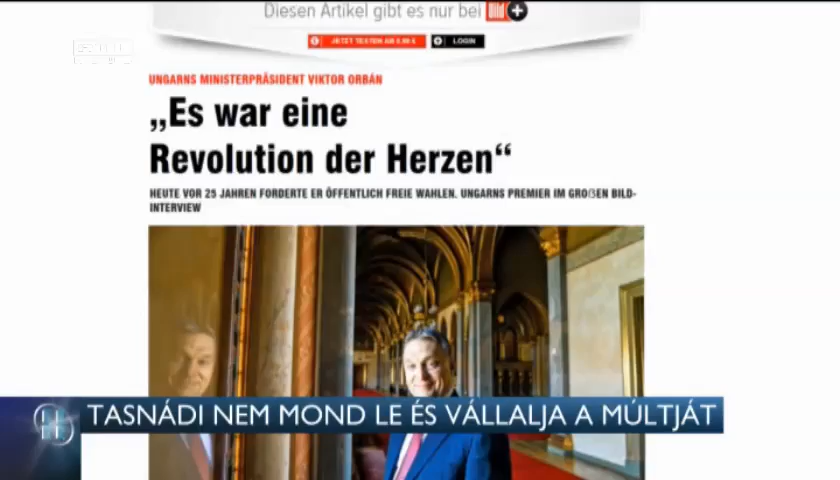 Diesen Artikel gibt es nur bei Bild+
JETZT TESTEN AB 0,99 €
LOGIN
UNGARNS MINISTERPRÄSIDENT VIKTOR ORBÁN
„Es war eine
Revolution der Herzen“
HEUTE VOR 25 JAHREN FORDERTE ER ÖFFENTLICH FREIE WAHLEN. UNGARNS PREMIER IM GROẞEN BILD-
INTERVIEW
TASNÁDI NEM MOND LE ÉS VÁLLALJA A MÚLTJÁT